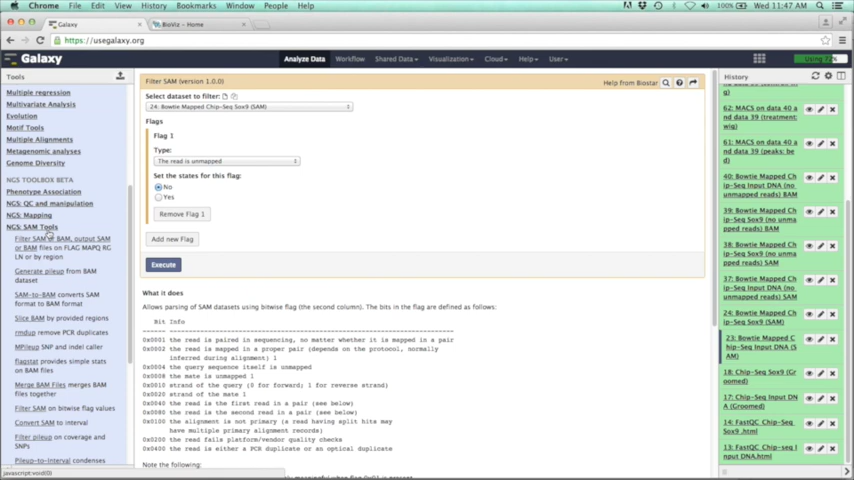 Chrome File Edit View History Bookmarks Window People Help
100% Wed 11:47 AM
Galaxy
BioViz - Home
https://usegalaxy.org
Galaxy
Analyze Data Workflow Shared Data Visualization Cloud Help User
Using 72%
Tools
Multiple regression
Multivariate Analysis
Evolution
Motif Tools
Multiple Alignments
Metagenomic analyses
Genome Diversity
NGS TOOLBOX BETA
Phenotype Association
NGS: QC and manipulation
NGS: Mapping
NGS: SAM Tools
Filter SAM or BAM, output SAM
or BAM files on FLAG MAPQ RG
LN or by region
Generate pileup from BAM
dataset
SAM-to-BAM converts SAM
format to BAM format
Slice BAM by provided regions
rmdup remove PCR duplicates
MPileup SNP and indel caller
flagstat provides simple stats
on BAM files
Merge BAM Files merges BAM
files together
Filter SAM on bitwise flag values
Convert SAM to interval
Filter pileup on coverage and
SNPs
Pileup-to-Interval condenses
javascript:void(0)
Filter SAM (version 1.0.0)
Help from Biostar
Select dataset to filter:
24: Bowtie Mapped Chip-Seq Sox9 (SAM)
Flags
Flag 1
Type:
The read is unmapped
Set the states for this flag:
No
Yes
Remove Flag 1
Add new Flag
Execute
What it does
Allows parsing of SAM datasets using bitwise flag (the second column). The bits in the flag are defined as follows:
Bit Info
0x0001 the read is paired in sequencing, no matter whether it is mapped in a pair
0x0002 the read is mapped in a proper pair (depends on the protocol, normally
inferred during alignment) 1
0x0004 the query sequence itself is unmapped
0x0008 the mate is unmapped 1
0x0010 strand of the query (0 for forward; 1 for reverse strand)
0x0020 strand of the mate 1
0x0040 the read is the first read in a pair (see below)
0x0080 the read is the second read in a pair (see below)
0x0100 the alignment is not primary (a read having split hits may
have multiple primary alignment records)
0x0200 the read fails platform/vendor quality checks
0x0400 the read is either a PCR duplicate or an optical duplicate
Note the following:
History
g)
62: MACS on data 40 a
nd data 39 (treatment:
wig)
61: MACS on data 40 a
nd data 39 (peaks: be
d)
40: Bowtie Mapped Ch
ip-Seq Input DNA (no
unmapped reads) BAM
39: Bowtie Mapped Ch
ip-Seq Sox9 (no
unmapped reads) BAM
38: Bowtie Mapped Ch
ip-Seq Input DNA (no
unmapped reads) SAM
37: Bowtie Mapped Ch
ip-Seq Sox9 (no
unmapped reads) SAM
24: Bowtie Mapped Ch
ip-Seq Sox9 (SAM)
23: Bowtie Mapped C
hip-Seq Input DNA (S
AM)
18: Chip-Seq Sox9 (Gr
oomed)
17: Chip-Seq Input DN
A (Groomed)
14: FastQC Chip-Seq
Sox9 .html
13: FastQC Chip-seq I
nput DNA.html